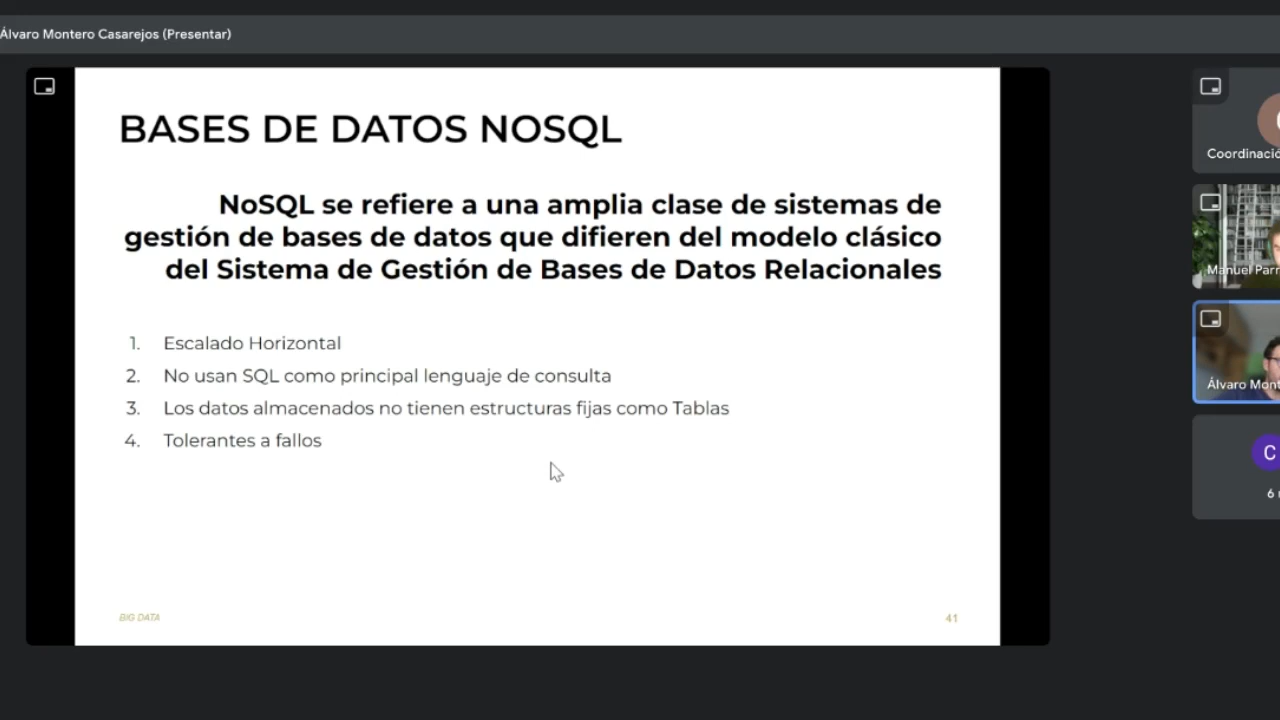 Álvaro Montero Casarejos (Presentar)
BASES DE DATOS NOSQL
NoSQL se refiere a una amplia clase de sistemas de
gestión de bases de datos que difieren del modelo clásico
del Sistema de Gestión de Bases de Datos Relacionales
1. Escalado Horizontal
2. No usan SQL como principal lenguaje de consulta
3. Los datos almacenados no tienen estructuras fijas como Tablas
4. Tolerantes a fallos
BIG DATA
41
Coordinació
Manuel Parr
Álvaro Mont
C
6